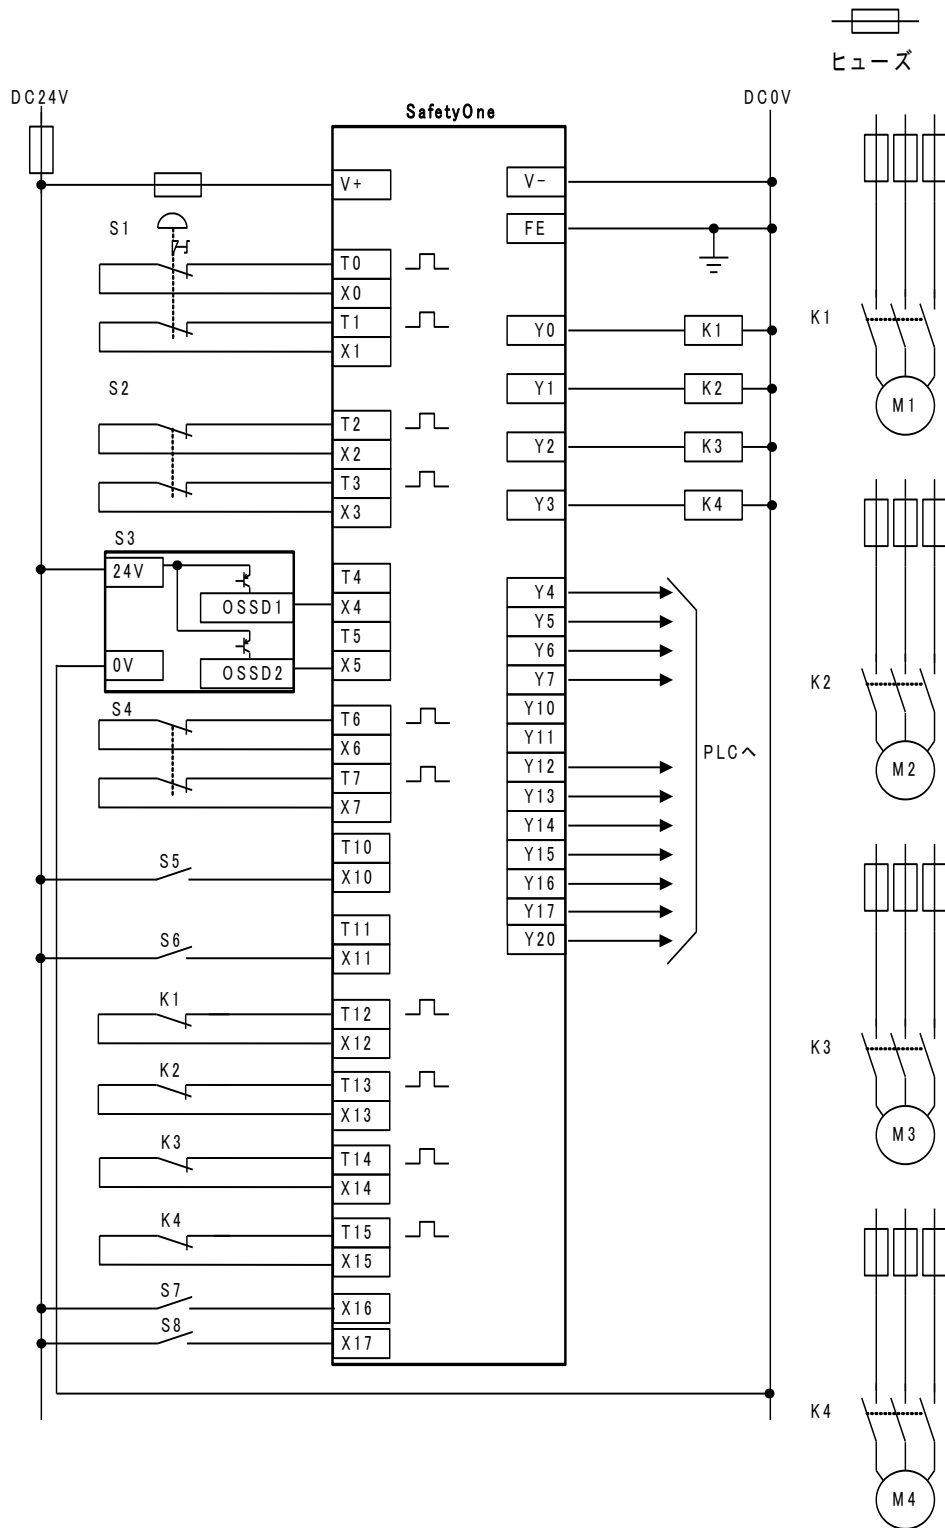 ヒューズ
DC24V
SafetyOne
DC0V
V+
V-
S1
FE
T0
X0
T1
X1
Y0
K1
K1
S2
Y1
K2
M1
T2
X2
Y2
K3
T3
X3
Y3
K4
S3
24V
OSSD1
0V
OSSD2
T4
X4
T5
X5
Y4
Y5
Y6
Y7
Y10
Y11
Y12
Y13
Y14
Y15
Y16
Y17
Y20
PLCへ
K2
M2
S4
T6
X6
T7
X7
S5
T10
X10
S6
T11
X11
K1
T12
X12
K2
T13
X13
K3
T14
X14
K4
T15
X15
S7
X16
S8
X17
K3
M3
K4
M4